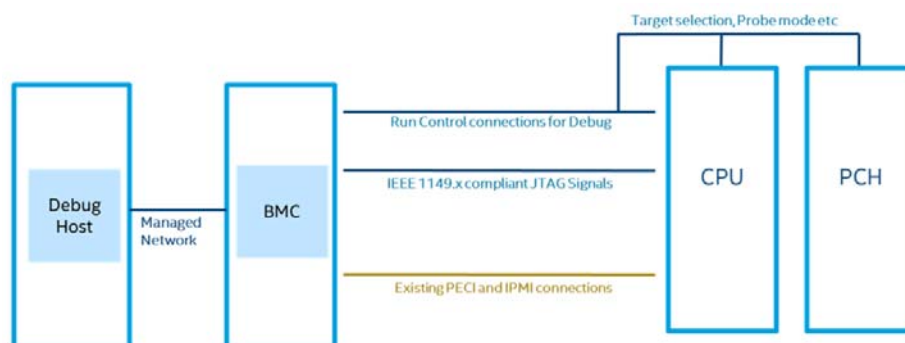 Target selection, Probe mode etc
Run Control connections for Debug
IEEE 1149.x compliant JTAG Signals
CPU
PCH
Debug
Host
BMC
Managed
Network
Existing PECI and IPMI connections